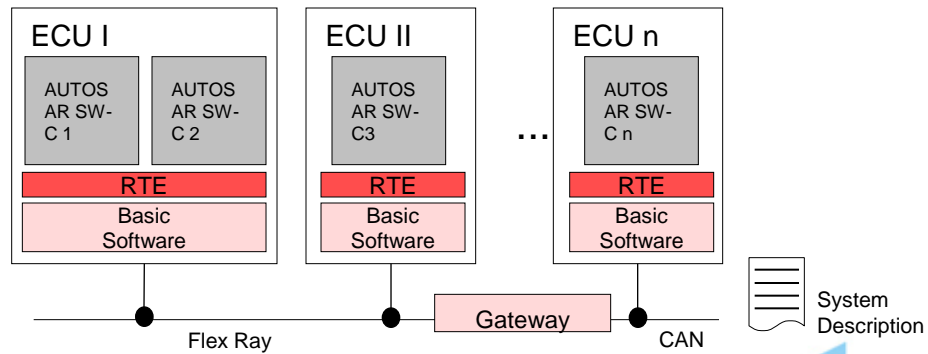 ECU I
AUTOS
AR SW-
C 1
AUTOS
AR SW-
C 2
RTE
Basic
Software
ECU II
AUTOS
AR SW-
C3
RTE
Basic
Software
...
ECU n
AUTOS
AR SW-
C n
RTE
Basic
Software
Flex Ray
Gateway
CAN
System
Description